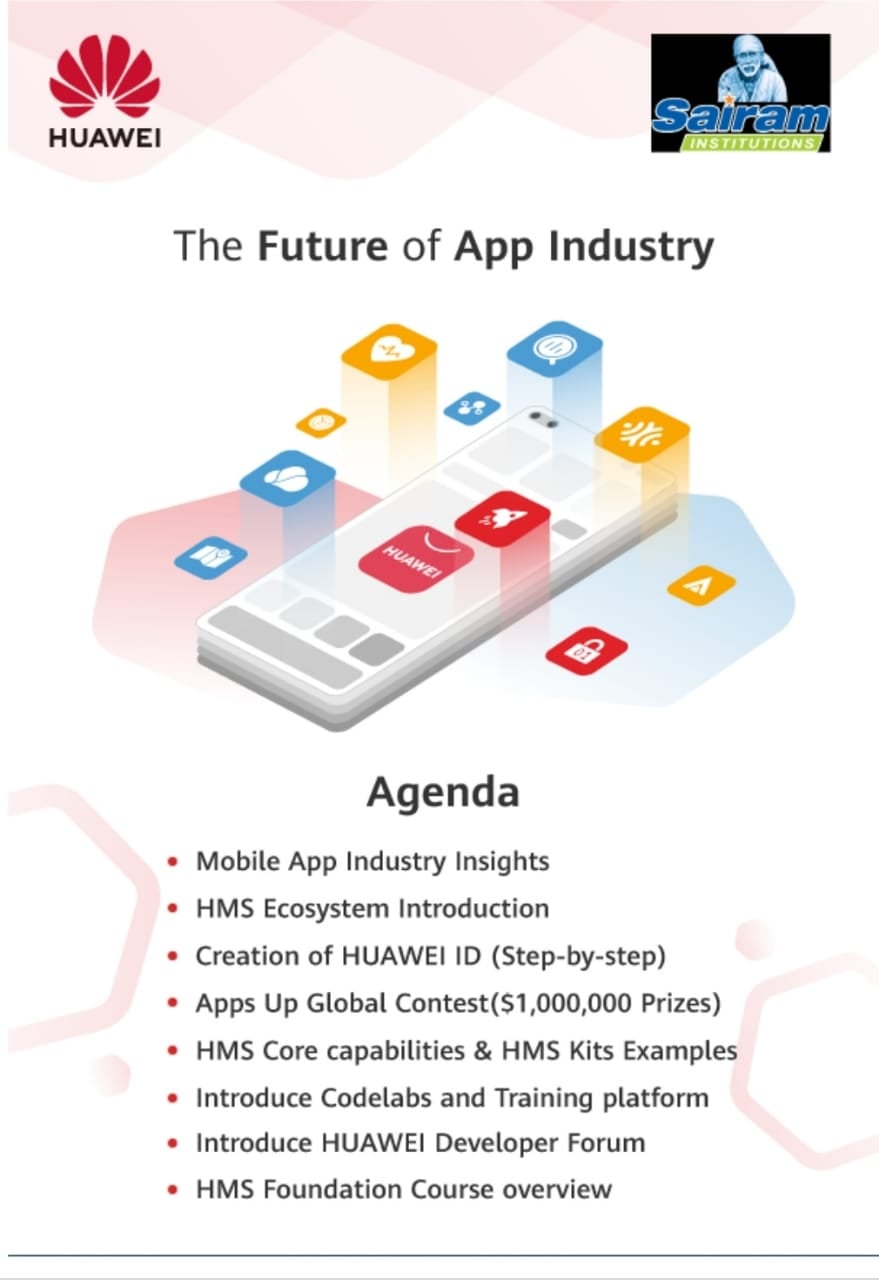 HUAWEI
Sairam
INSTITUTIONS
The Future of App Industry
HUAWEI
01
Agenda
• Mobile App Industry Insights
• HMS Ecosystem Introduction
• Creation of HUAWEI ID (Step-by-step)
• Apps Up Global Contest($1,000,000 Prizes)
• HMS Core capabilities & HMS Kits Examples
• Introduce Codelabs and Training platform
• Introduce HUAWEI Developer Forum
• HMS Foundation Course overview